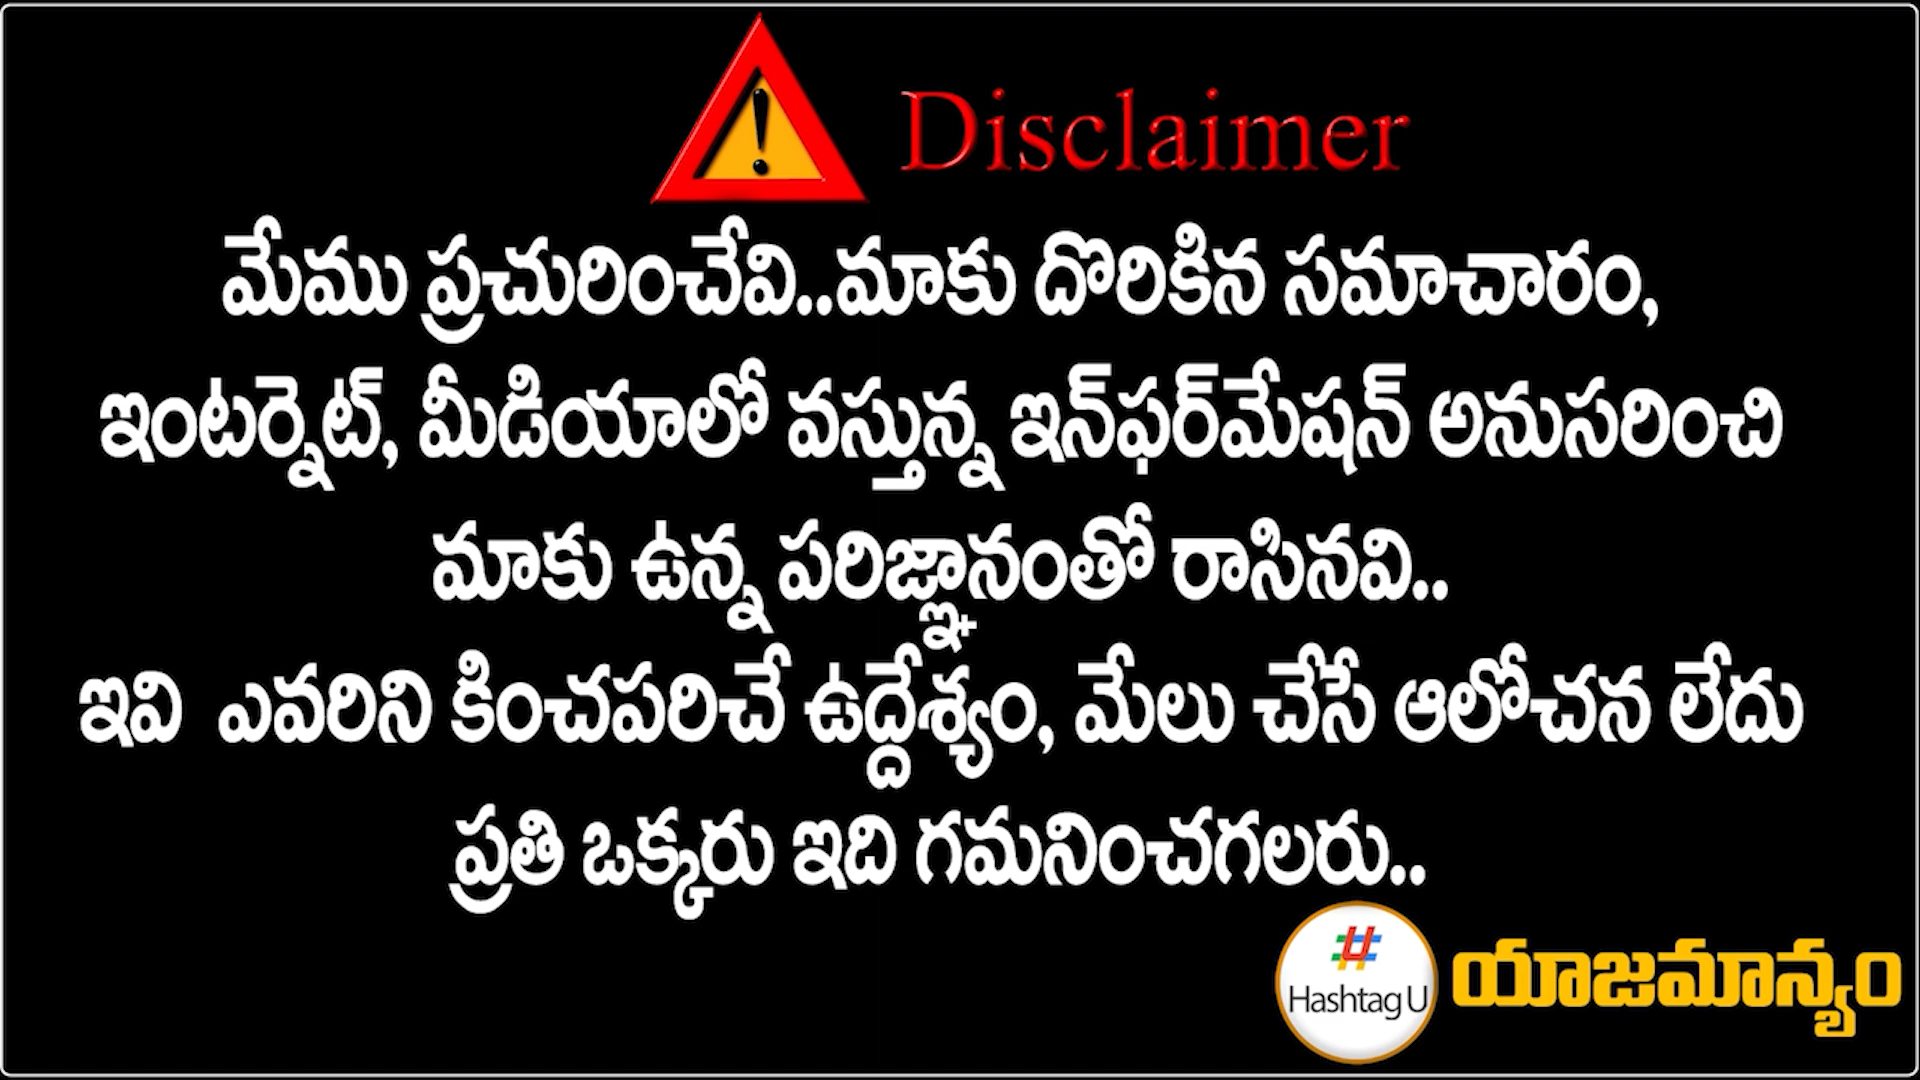 Disclaimer
మేము ప్రచురించేవి..మాకు దొరికిన సమాచారం,
ఇంటర్నెట్, మీడియాలో వస్తున్న ఇన్‌ఫర్‌మేషన్ అనుసరించి
మాకు ఉన్న పరిజ్ఞానంతో రాసినవి..
ఇవి ఎవరిని కించపరిచే ఉద్దేశ్యం, మేలు చేసే ఆలోచన లేదు
ప్రతి ఒక్కరు ఇది గమనించగలరు..
Hashtag U యాజమాన్యం